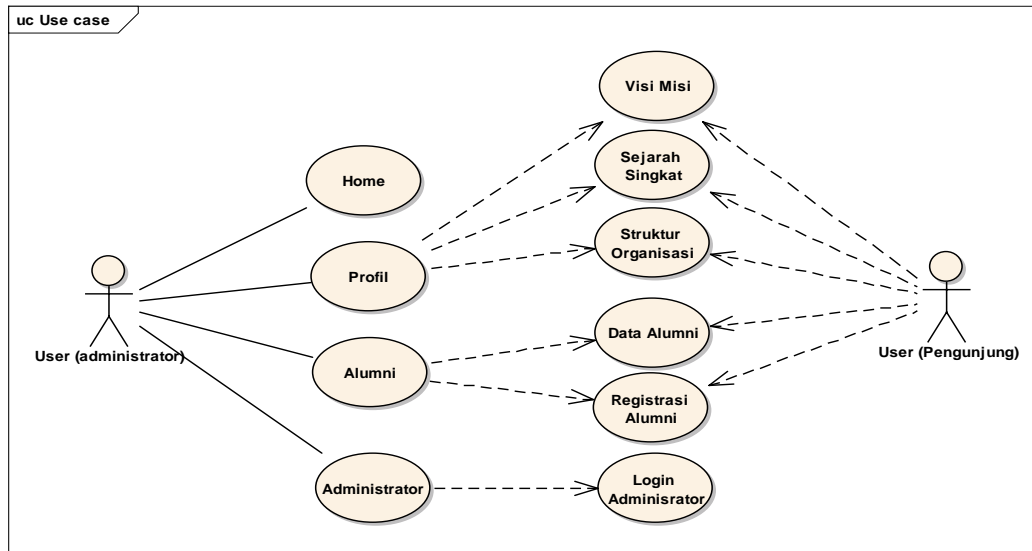 uc Use case
Visi Misi
Sejarah
Singkat
Home
Struktur
Organisasi
Profil
User (administrator)
Data Alumni
User (Pengunjung)
Alumni
Registrasi
Alumni
Administrator
Login
Adminisrator